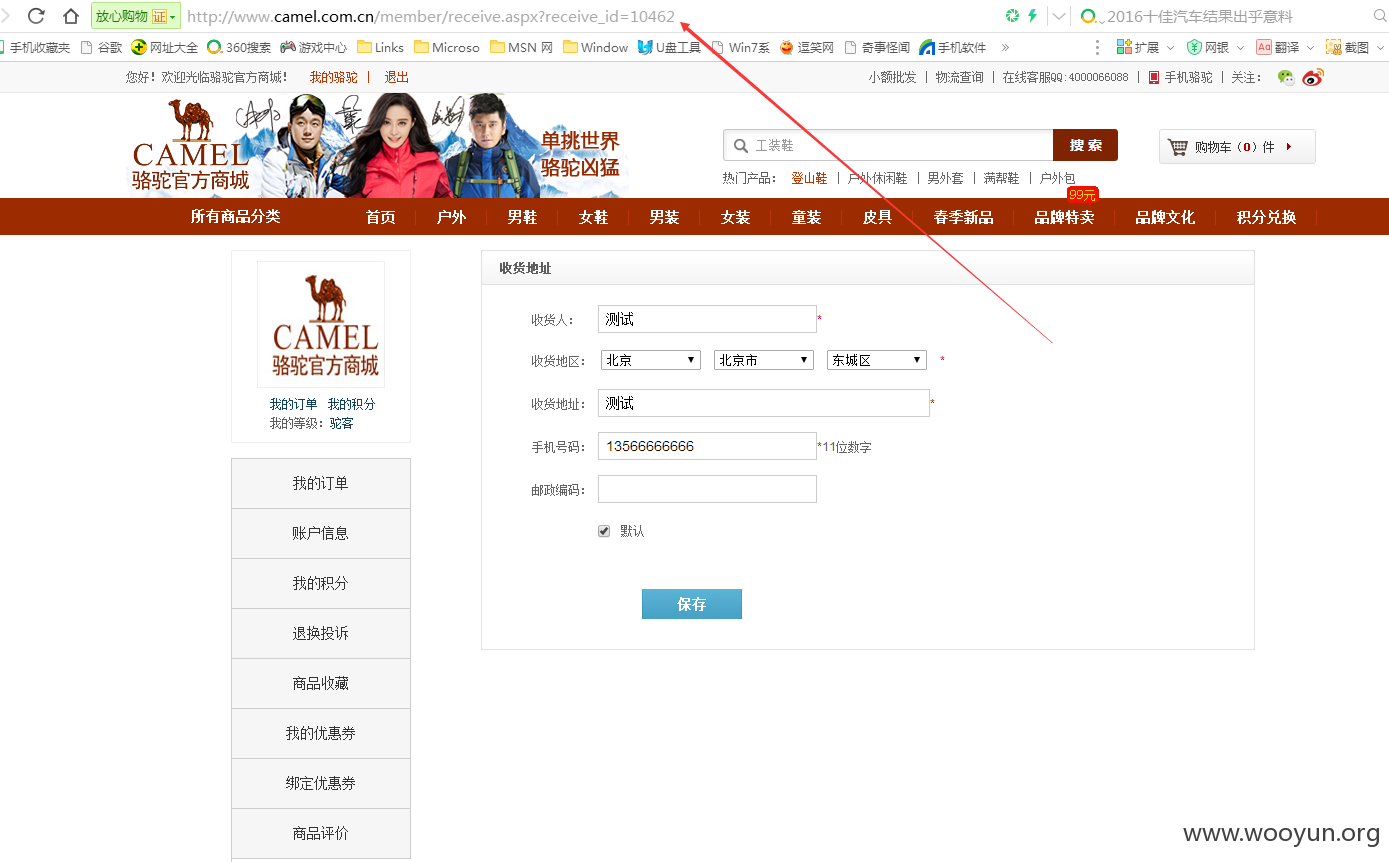 放心购物 证 http://www.camel.com.cn/member/receive.aspx?receive_id=10462 2016十佳汽车结果出乎意料
手机收藏夹 谷歌 网址大全 360搜索 游戏中心 Links Microso MSN 网 Window U盘工具 Win7系 逗笑网 奇事怪闻 手机软件 » 扩展 网银 Aa 翻译 截图
您好！欢迎光临骆驼官方商城！ 我的骆驼 | 退出 小额批发 | 物流查询 | 在线客服QQ:4000066088 | 手机骆驼 | 关注：
CAMEL
骆驼官方商城
单挑世界
骆驼凶猛
工装鞋 搜 索 购物车（0）件
热门产品： 登山鞋 | 户外休闲鞋 | 男外套 | 满帮鞋 | 户外包
99元
所有商品分类 首页 户外 男鞋 女鞋 男装 女装 童装 皮具 春季新品 品牌特卖 品牌文化 积分兑换
CAMEL
骆驼官方商城
我的订单 我的积分
我的等级：驼客
我的订单
账户信息
我的积分
退换投诉
商品收藏
我的优惠券
绑定优惠券
商品评价
收货地址
收货人： 测试 *
收货地区： 北京 北京市 东城区 *
收货地址： 测试 *
手机号码： 13566666666 *11位数字
邮政编码：
默认
保存
www.wooyun.org